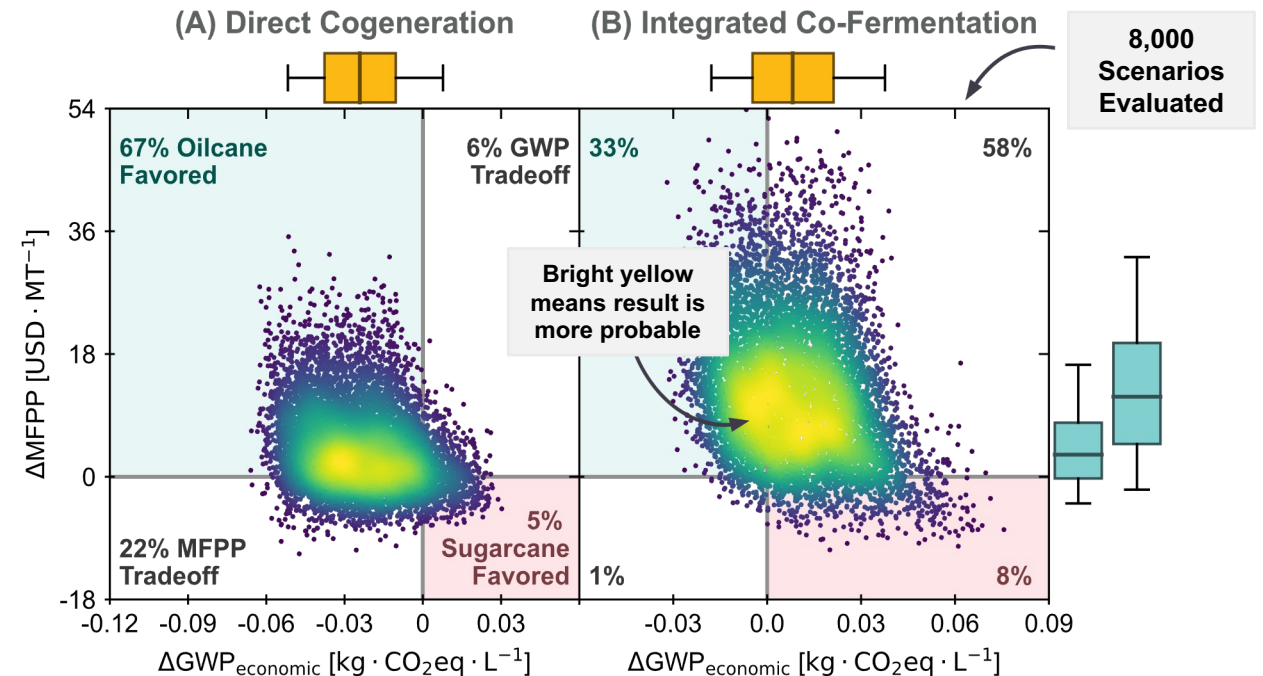 (A) Direct Cogeneration
(B) Integrated Co-Fermentation
8,000
Scenarios
Evaluated
54
36
18
0
-18
ΔMFPP [USD · MT⁻¹]
67% Oilcane
Favored
6% GWP
Tradeoff
22% MFPP
Tradeoff
5%
Sugarcane
Favored
33%
58%
Bright yellow
means result is
more probable
1%
8%
-0.12 -0.09 -0.06 -0.03 0 0.03
-0.03 0.0 0.03 0.06 0.09
ΔGWPeconomic [kg · CO₂eq · L⁻¹]
ΔGWPeconomic [kg · CO₂eq · L⁻¹]